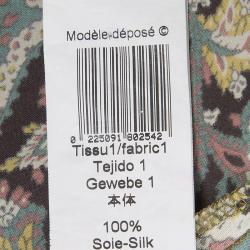 Modèle déposé ©
0 225091 802542
Tissu1/fabric1
Tejido 1
Gewebe 1
本体
100%
Soie-Silk